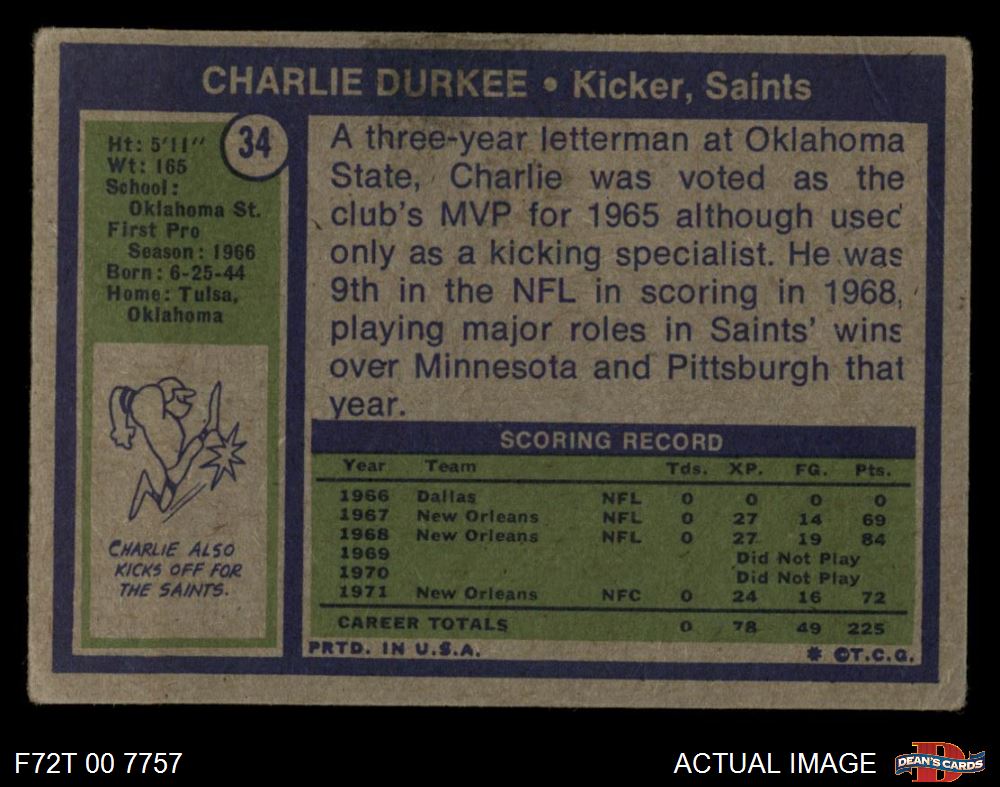 CHARLIE DURKEE • Kicker, Saints
34
Ht: 5'11"
Wt: 165
School:
Oklahoma St.
First Pro
Season: 1966
Born: 6-25-44
Home: Tulsa,
Oklahoma
CHARLIE ALSO
KICKS OFF FOR
THE SAINTS.
A three-year letterman at Oklahoma
State, Charlie was voted as the
club's MVP for 1965 although used
only as a kicking specialist. He was
9th in the NFL in scoring in 1968,
playing major roles in Saints' wins
over Minnesota and Pittsburgh that
year.
SCORING RECORD
Year Team Tds. XP. FG. Pts.
1966 Dallas NFL 0 0 0 0
1967 New Orleans NFL 0 27 14 69
1968 New Orleans NFL 0 27 19 84
1969 Did Not Play
1970 Did Not Play
1971 New Orleans NFC 0 24 16 72
CAREER TOTALS 0 78 49 225
PRTD. IN U.S.A. * ©T.C.G.
F72T 00 7757
ACTUAL IMAGE
D
DEAN'S CARDS